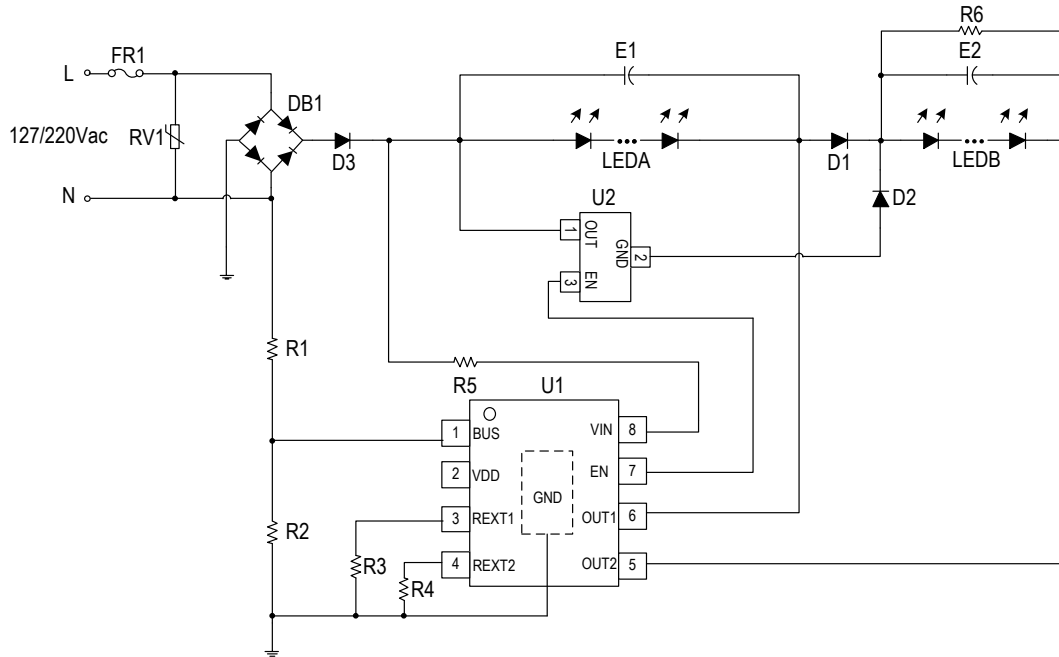 R6
FR1
E1
E2
L
DB1
127/220Vac
RV1
D3
LEDA
D1
LEDB
N
U2
D2
1
OUT
GND
2
3
EN
R1
R5
U1
1
BUS
VIN
8
2
VDD
EN
7
GND
R2
3
REXT1
OUT1
6
R3
4
REXT2
OUT2
5
R4